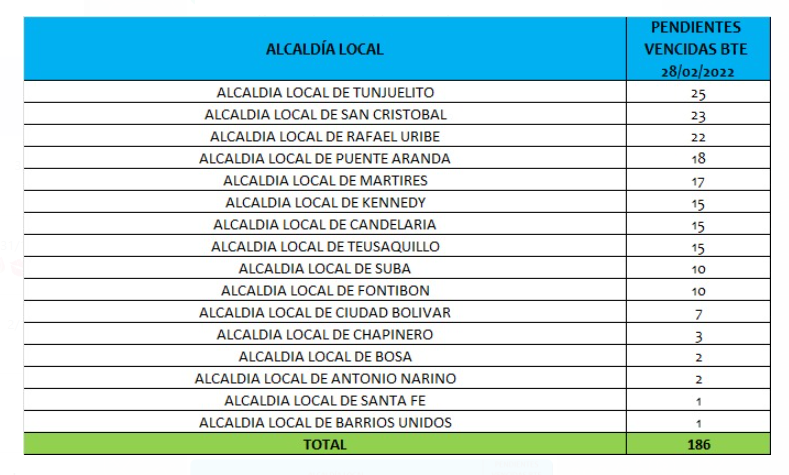 ALCALDÍA LOCAL
PENDIENTES
VENCIDAS BTE
28/02/2022
ALCALDIA LOCAL DE TUNJUELITO 25
ALCALDIA LOCAL DE SAN CRISTOBAL 23
ALCALDIA LOCAL DE RAFAEL URIBE 22
ALCALDIA LOCAL DE PUENTE ARANDA 18
ALCALDIA LOCAL DE MARTIRES 17
ALCALDIA LOCAL DE KENNEDY 15
ALCALDIA LOCAL DE CANDELARIA 15
ALCALDIA LOCAL DE TEUSAQUILLO 15
ALCALDIA LOCAL DE SUBA 10
ALCALDIA LOCAL DE FONTIBON 10
ALCALDIA LOCAL DE CIUDAD BOLIVAR 7
ALCALDIA LOCAL DE CHAPINERO 3
ALCALDIA LOCAL DE BOSA 2
ALCALDIA LOCAL DE ANTONIO NARINO 2
ALCALDIA LOCAL DE SANTA FE 1
ALCALDIA LOCAL DE BARRIOS UNIDOS 1
TOTAL 186